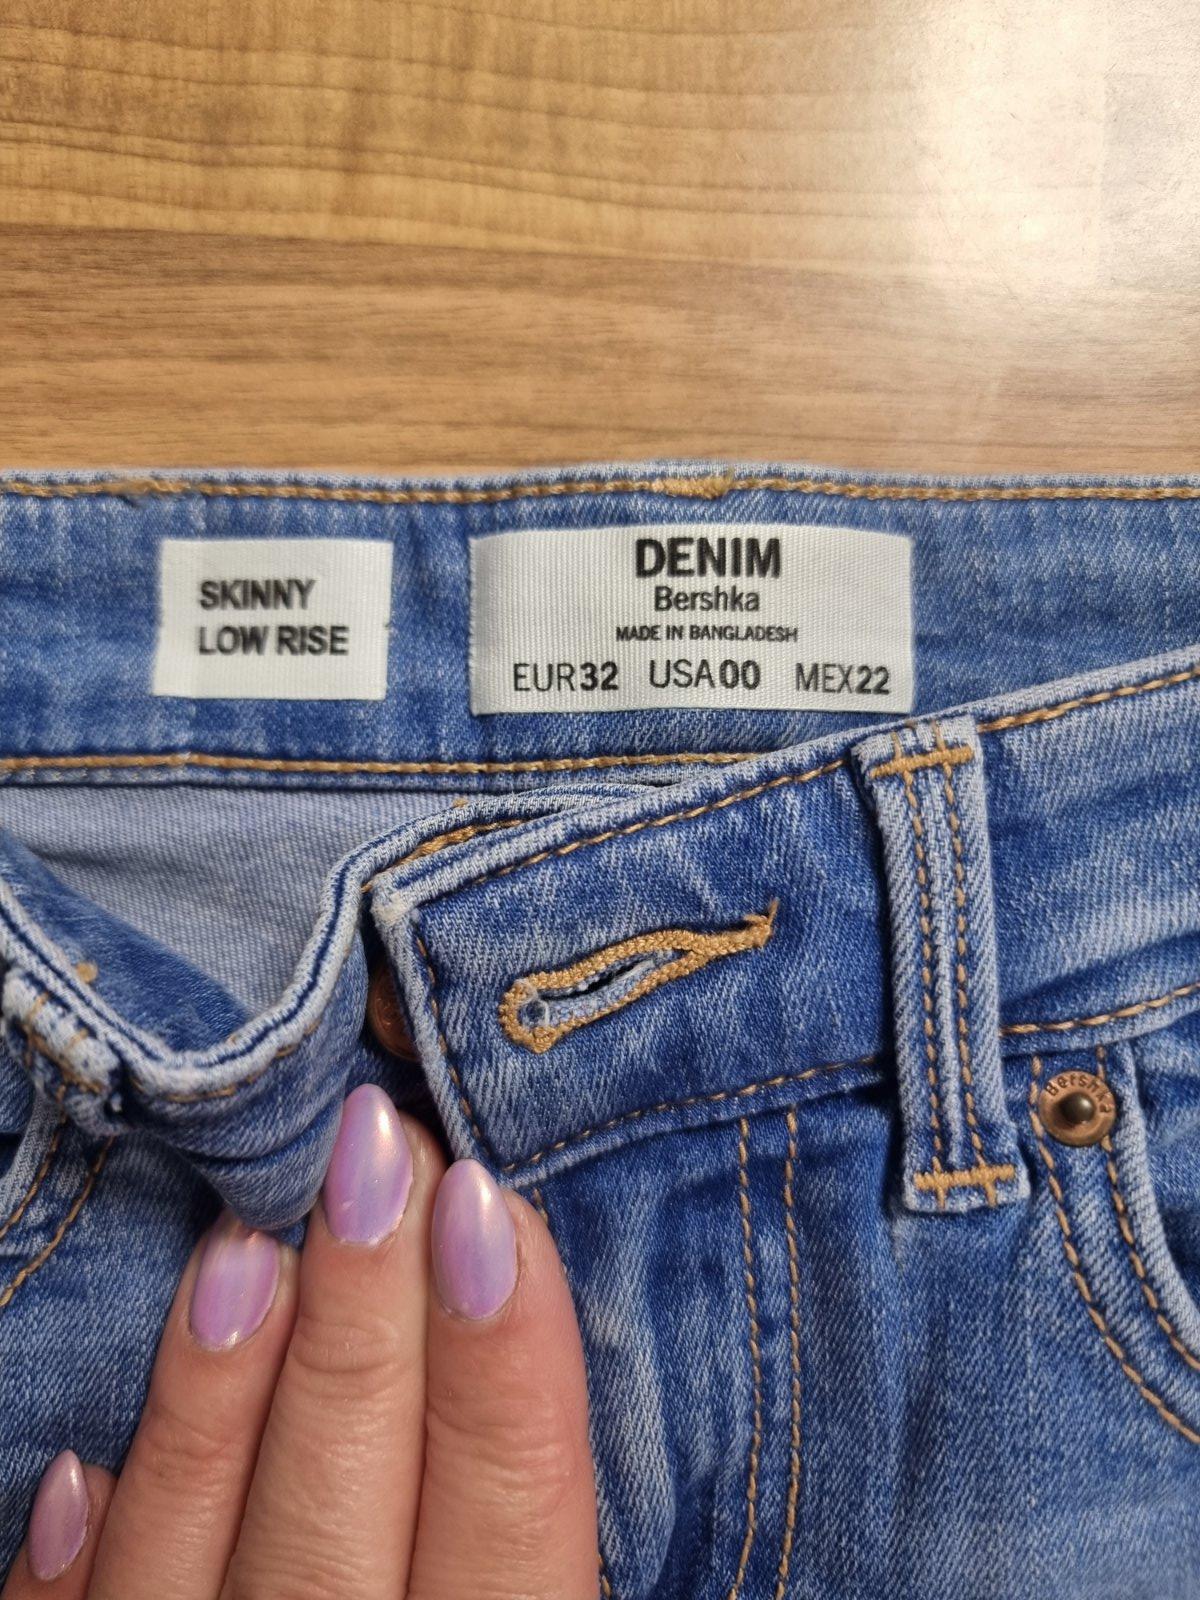 SKINNY
LOW RISE
DENIM
Bershka
MADE IN BANGLADESH
EUR32 USA00 MEX22
Bershka